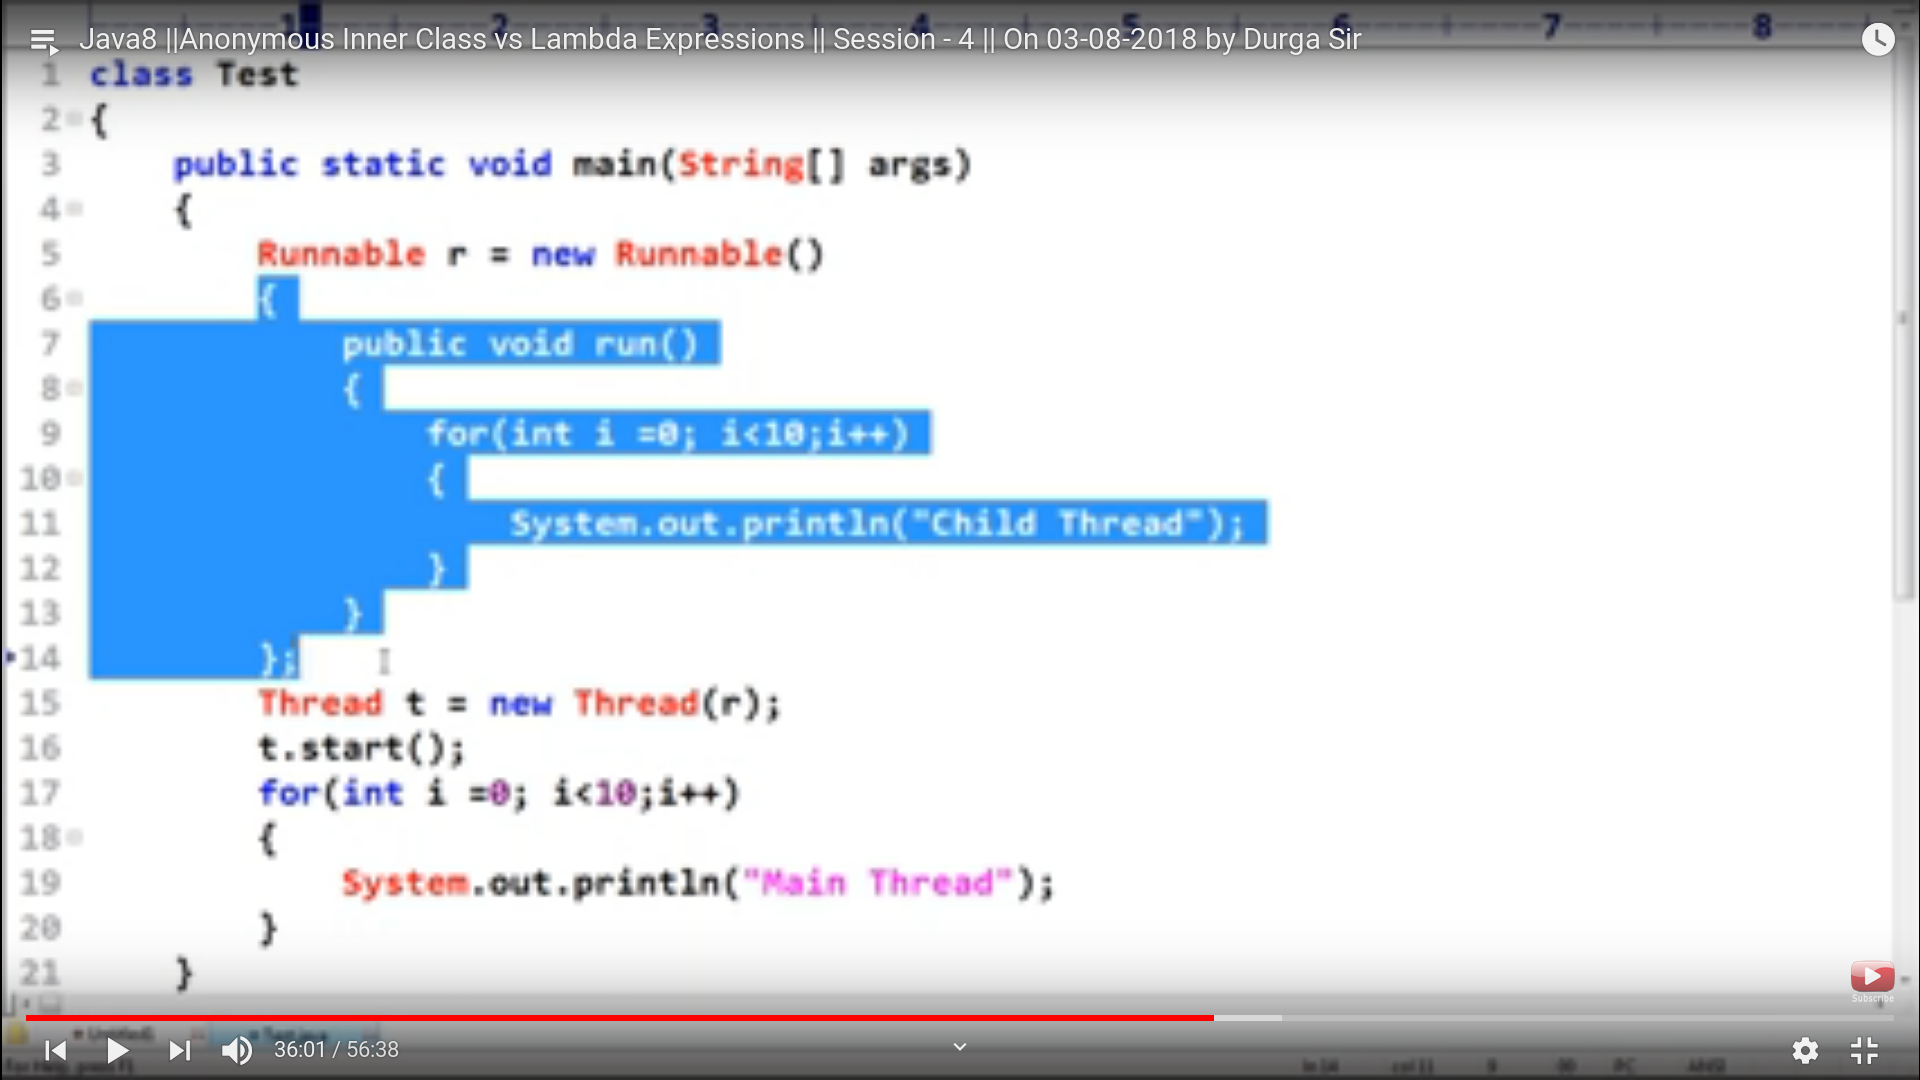 1 2 3 4 5 6 7 8
Java8 ||Anonymous Inner Class vs Lambda Expressions || Session - 4 || On 03-08-2018 by Durga Sir
1 class Test
2 {
3 public static void main(String[] args)
4 {
5 Runnable r = new Runnable()
6 {
7 public void run()
8 {
9 for(int i =0; i<10;i++)
10 {
11 System.out.println("Child Thread");
12 }
13 }
14 };
15 Thread t = new Thread(r);
16 t.start();
17 for(int i =0; i<10;i++)
18 {
19 System.out.println("Main Thread");
20 }
21 }
Subscribe
36:01 / 56:38